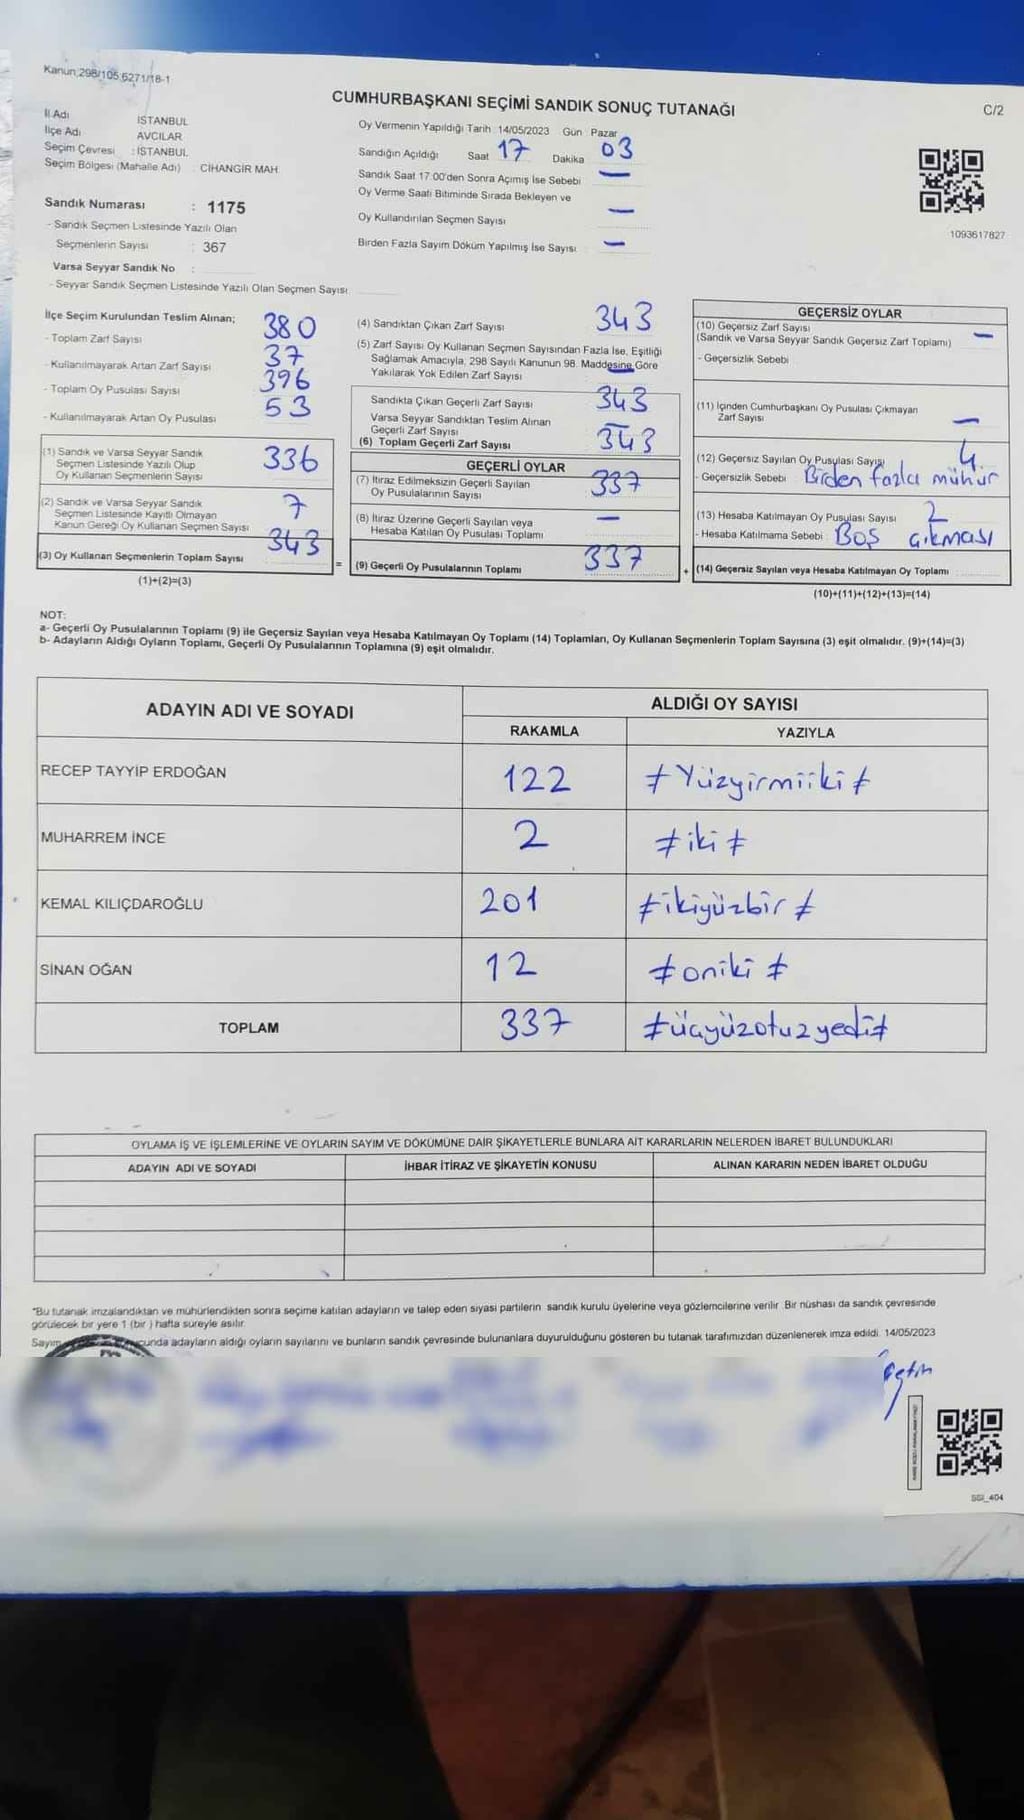 Kanun;298/105,6271/18-1
CUMHURBAŞKANI SEÇİMİ SANDIK SONUÇ TUTANAĞI
C/2
İl Adı İSTANBUL
İlçe Adı AVCILAR
Seçim Çevresi : İSTANBUL
Seçim Bölgesi (Mahalle Adı) CİHANGİR MAH.
Oy Vermenin Yapıldığı Tarih 14/05/2023 Gün Pazar
Sandığın Açıldığı Saat 17 Dakika 03
Sandık Saat 17:00'den Sonra Açımış İse Sebebi —
Oy Verme Saati Bitiminde Sırada Bekleyen ve
Oy Kullandırılan Seçmen Sayısı —
Birden Fazla Sayım Döküm Yapılmış İse Sayısı —
1093617827
Sandık Numarası : 1175
- Sandık Seçmen Listesinde Yazılı Olan
Seçmenlerin Sayısı : 367
Varsa Seyyar Sandık No :
- Seyyar Sandık Seçmen Listesinde Yazılı Olan Seçmen Sayısı
İlçe Seçim Kurulundan Teslim Alınan;
- Toplam Zarf Sayısı 380
- Kullanılmayarak Artan Zarf Sayısı 37
- Toplam Oy Pusulası Sayısı 396
- Kullanılmayarak Artan Oy Pusulası 53
(1) Sandık ve Varsa Seyyar Sandık
Seçmen Listesinde Yazılı Olup
Oy Kullanan Seçmenlerin Sayısı 336
(2) Sandık ve Varsa Seyyar Sandık
Seçmen Listesinde Kayıtlı Olmayan
Kanun Gereği Oy Kullanan Seçmen Sayısı 7
(3) Oy Kullanan Seçmenlerin Toplam Sayısı 343
(1)+(2)=(3)
=
(4) Sandıktan Çıkan Zarf Sayısı 343
(5) Zarf Sayısı Oy Kullanan Seçmen Sayısından Fazla İse, Eşitliği
Sağlamak Amacıyla, 298 Sayılı Kanunun 98. Maddesine Göre
Yakılarak Yok Edilen Zarf Sayısı —
Sandıkta Çıkan Geçerli Zarf Sayısı 343
Varsa Seyyar Sandıktan Teslim Alınan
Geçerli Zarf Sayısı —
(6) Toplam Geçerli Zarf Sayısı 343
GEÇERLİ OYLAR
(7) İtiraz Edilmeksizin Geçerli Sayılan
Oy Pusulalarının Sayısı 337
(8) İtiraz Üzerine Geçerli Sayılan veya
Hesaba Katılan Oy Pusulası Toplamı —
(9) Geçerli Oy Pusulalarının Toplamı 337
+
GEÇERSİZ OYLAR
(10) Geçersiz Zarf Sayısı —
(Sandık ve Varsa Seyyar Sandık Geçersiz Zarf Toplamı)
- Geçersizlik Sebebi
(11) İçinden Cumhurbaşkanı Oy Pusulası Çıkmayan
Zarf Sayısı —
(12) Geçersiz Sayılan Oy Pusulası Sayısı 4
- Geçersizlik Sebebi Birden fazla mühür
(13) Hesaba Katılmayan Oy Pusulası Sayısı 2
- Hesaba Katılmama Sebebi Boş çıkması
(14) Geçersiz Sayılan veya Hesaba Katılmayan Oy Toplamı
(10)+(11)+(12)+(13)=(14)
NOT:
a- Geçerli Oy Pusulalarının Toplamı (9) ile Geçersiz Sayılan veya Hesaba Katılmayan Oy Toplamı (14) Toplamları, Oy Kullanan Seçmenlerin Toplam Sayısına (3) eşit olmalıdır. (9)+(14)=(3)
b- Adayların Aldığı Oyların Toplamı, Geçerli Oy Pusulalarının Toplamına (9) eşit olmalıdır.
ADAYIN ADI VE SOYADI
ALDIĞI OY SAYISI
RAKAMLA YAZIYLA
RECEP TAYYİP ERDOĞAN 122 ≠Yüzyirmiiki≠
MUHARREM İNCE 2 ≠iki≠
KEMAL KILIÇDAROĞLU 201 ≠ikiyüzbir≠
SİNAN OĞAN 12 ≠oniki≠
TOPLAM 337 ≠üçyüzotuzyedi≠
OYLAMA İŞ VE İŞLEMLERİNE VE OYLARIN SAYIM VE DÖKÜMÜNE DAİR ŞİKAYETLERLE BUNLARA AİT KARARLARIN NELERDEN İBARET BULUNDUKLARI
ADAYIN ADI VE SOYADI İHBAR İTİRAZ VE ŞİKAYETİN KONUSU ALINAN KARARIN NEDEN İBARET OLDUĞU
*Bu tutanak imzalandıktan ve mühürlendikten sonra seçime katılan adayların ve talep eden siyasi partilerin sandık kurulu üyelerine veya gözlemcilerine verilir. Bir nüshası da sandık çevresinde
görülecek bir yere 1 (bir) hafta süreyle asılır.
Sayım adayların aldığı oyların sayılarını ve bunların sandık çevresinde bulunanlara duyurulduğunu gösteren bu tutanak tarafımızdan düzenlenerek imza edildi. 14/05/2023
SSI_404